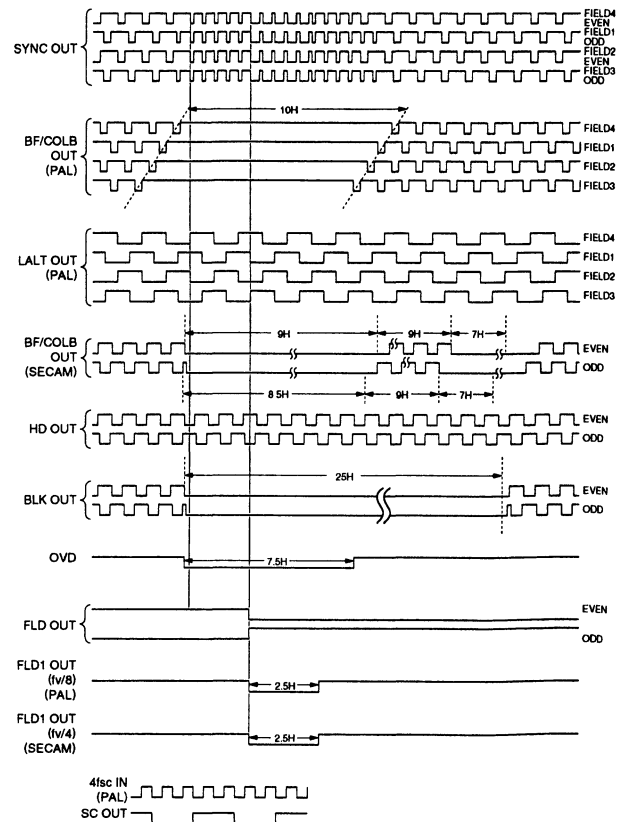 FIELD4
EVEN
FIELD1
ODD
FIELD2
EVEN
FIELD3
ODD
SYNC OUT
10H
BF/COLB
OUT
(PAL)
FIELD4
FIELD1
FIELD2
FIELD3
LALT OUT
(PAL)
FIELD4
FIELD1
FIELD2
FIELD3
9H 9H 7H
BF/COLB
OUT
(SECAM)
EVEN
ODD
8 5H 9H 7H
HD OUT
EVEN
ODD
25H
BLK OUT
EVEN
ODD
OVD
7.5H
FLD OUT
EVEN
ODD
FLD1 OUT
(fv/8)
(PAL)
2.5H
FLD1 OUT
(fv/4)
(SECAM)
2.5H
4fsc IN
(PAL)
SC OUT